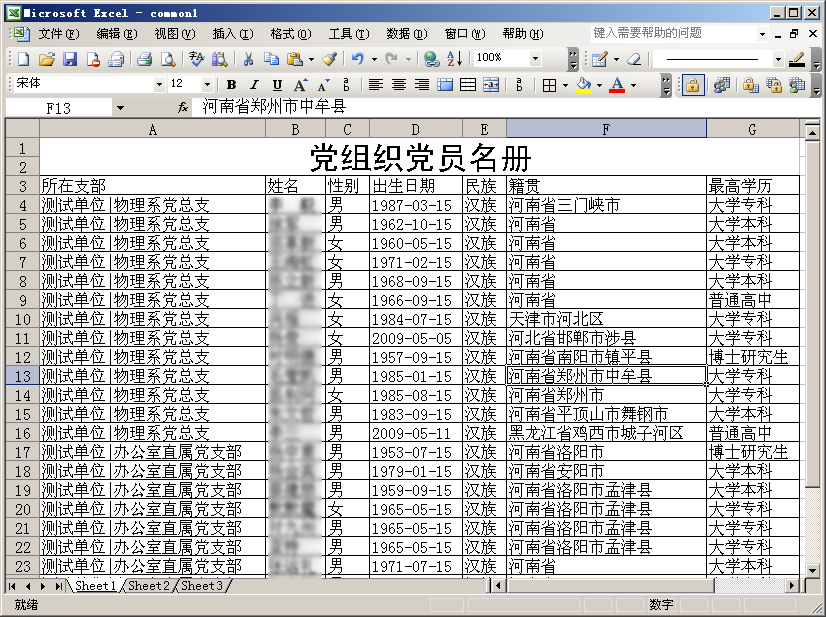 Microsoft Excel - common1
文件(F) 编辑(E) 视图(V) 插入(I) 格式(O) 工具(T) 数据(D) 窗口(W) 帮助(H) 键入需要帮助的问题
100%
宋体 12 B I U
F13 fx 河南省郑州市中牟县
A B C D E F G
1 党组织党员名册
2
3 所在支部 姓名 性别 出生日期 民族 籍贯 最高学历
4 测试单位|物理系党总支 男 1987-03-15 汉族 河南省三门峡市 大学专科
5 测试单位|物理系党总支 男 1962-10-15 汉族 河南省 大学本科
6 测试单位|物理系党总支 女 1960-05-15 汉族 河南省 大学本科
7 测试单位|物理系党总支 女 1971-02-15 汉族 河南省 大学专科
8 测试单位|物理系党总支 男 1968-09-15 汉族 河南省 大学本科
9 测试单位|物理系党总支 女 1966-09-15 汉族 河南省 普通高中
10 测试单位|物理系党总支 女 1984-07-15 汉族 天津市河北区 大学专科
11 测试单位|物理系党总支 女 2009-05-05 汉族 河北省邯郸市涉县 大学专科
12 测试单位|物理系党总支 男 1957-09-15 汉族 河南省南阳市镇平县 博士研究生
13 测试单位|物理系党总支 男 1985-01-15 汉族 河南省郑州市中牟县 大学专科
14 测试单位|物理系党总支 女 1985-08-15 汉族 河南省郑州市 大学专科
15 测试单位|物理系党总支 男 1983-09-15 汉族 河南省平顶山市舞钢市 大学本科
16 测试单位|物理系党总支 男 2009-05-11 汉族 黑龙江省鸡西市城子河区 普通高中
17 测试单位|办公室直属党支部 男 1953-07-15 汉族 河南省洛阳市 博士研究生
18 测试单位|办公室直属党支部 男 1979-01-15 汉族 河南省安阳市 大学本科
19 测试单位|办公室直属党支部 男 1959-09-15 汉族 河南省洛阳市孟津县 大学本科
20 测试单位|办公室直属党支部 女 1965-05-15 汉族 河南省洛阳市孟津县 大学专科
21 测试单位|办公室直属党支部 男 1965-05-15 汉族 河南省洛阳市孟津县 大学专科
22 测试单位|办公室直属党支部 男 1965-05-15 汉族 河南省洛阳市孟津县 大学专科
23 测试单位|办公室直属党支部 男 1971-07-15 汉族 河南省 大学本科
Sheet1 Sheet2 Sheet3
就绪 数字